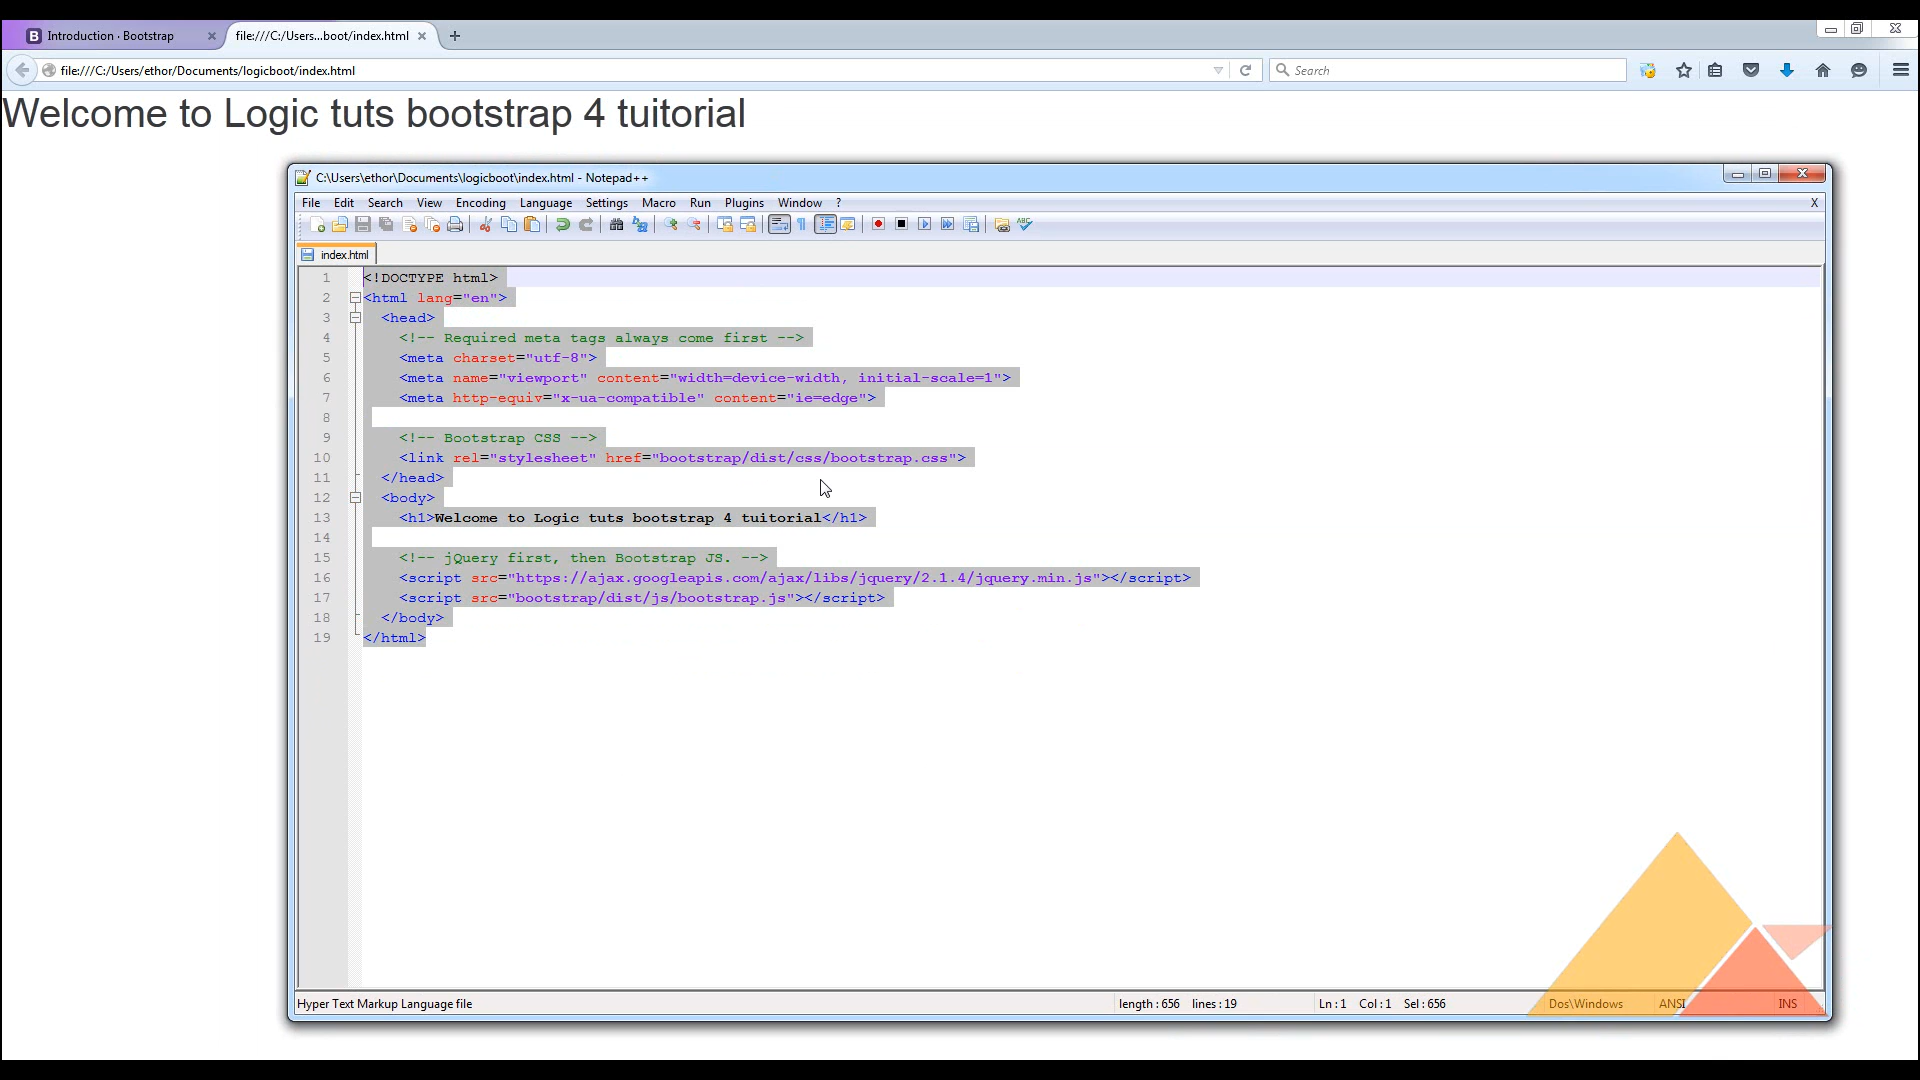 Introduction · Bootstrap
file:///C:/Users...boot/index.html
file:///C:/Users/ethor/Documents/logicboot/index.html
Search
Welcome to Logic tuts bootstrap 4 tuitorial
C:\Users\ethor\Documents\logicboot\index.html - Notepad++
File Edit Search View Encoding Language Settings Macro Run Plugins Window ? X
index.html
1 <!DOCTYPE html>
2 <html lang="en">
3 <head>
4 <!-- Required meta tags always come first -->
5 <meta charset="utf-8">
6 <meta name="viewport" content="width=device-width, initial-scale=1">
7 <meta http-equiv="x-ua-compatible" content="ie=edge">
8
9 <!-- Bootstrap CSS -->
10 <link rel="stylesheet" href="bootstrap/dist/css/bootstrap.css">
11 </head>
12 <body>
13 <h1>Welcome to Logic tuts bootstrap 4 tuitorial</h1>
14
15 <!-- jQuery first, then Bootstrap JS. -->
16 <script src="https://ajax.googleapis.com/ajax/libs/jquery/2.1.4/jquery.min.js"></script>
17 <script src="bootstrap/dist/js/bootstrap.js"></script>
18 </body>
19 </html>
Hyper Text Markup Language file length : 656 lines : 19 Ln : 1 Col : 1 Sel : 656 Dos\Windows ANSI INS